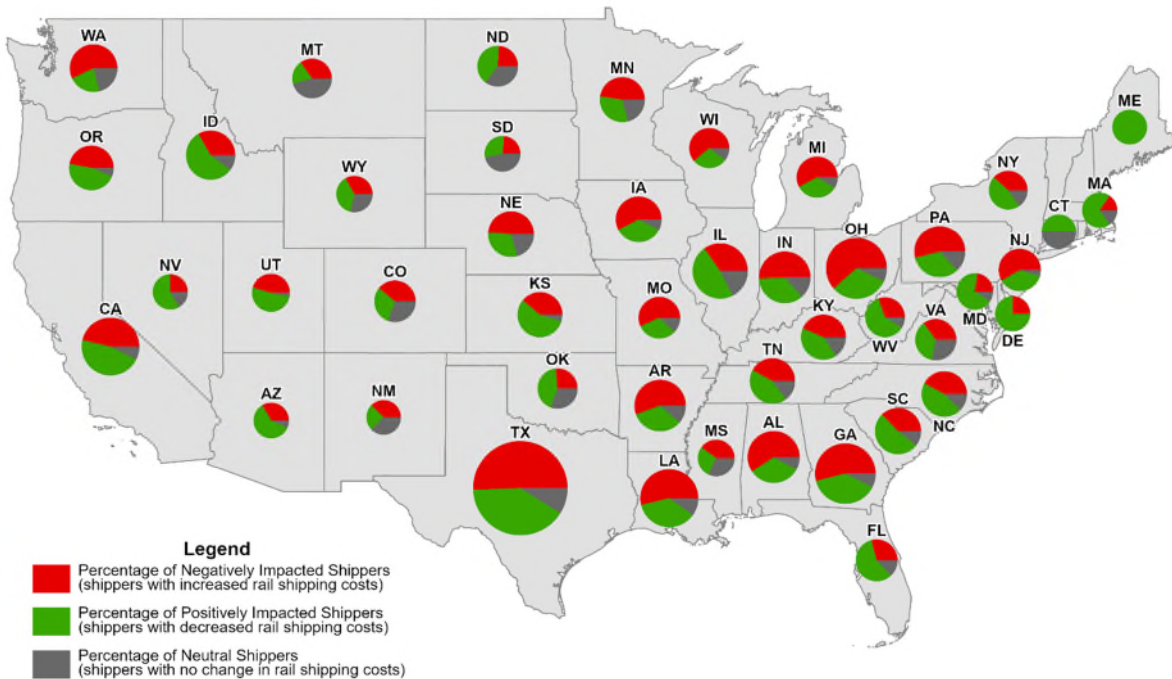 WA
MT
ND
MN
ME
OR
ID
SD
WI
MI
NY
MA
WY
CT
NE
IA
PA
IL
IN
OH
NJ
NV
UT
CO
KS
MO
CA
KY
WV
MD
VA
DE
OK
TN
AZ
NM
AR
SC
NC
TX
MS
AL
GA
LA
FL
Legend
Percentage of Negatively Impacted Shippers
(shippers with increased rail shipping costs)
Percentage of Positively Impacted Shippers
(shippers with decreased rail shipping costs)
Percentage of Neutral Shippers
(shippers with no change in rail shipping costs)